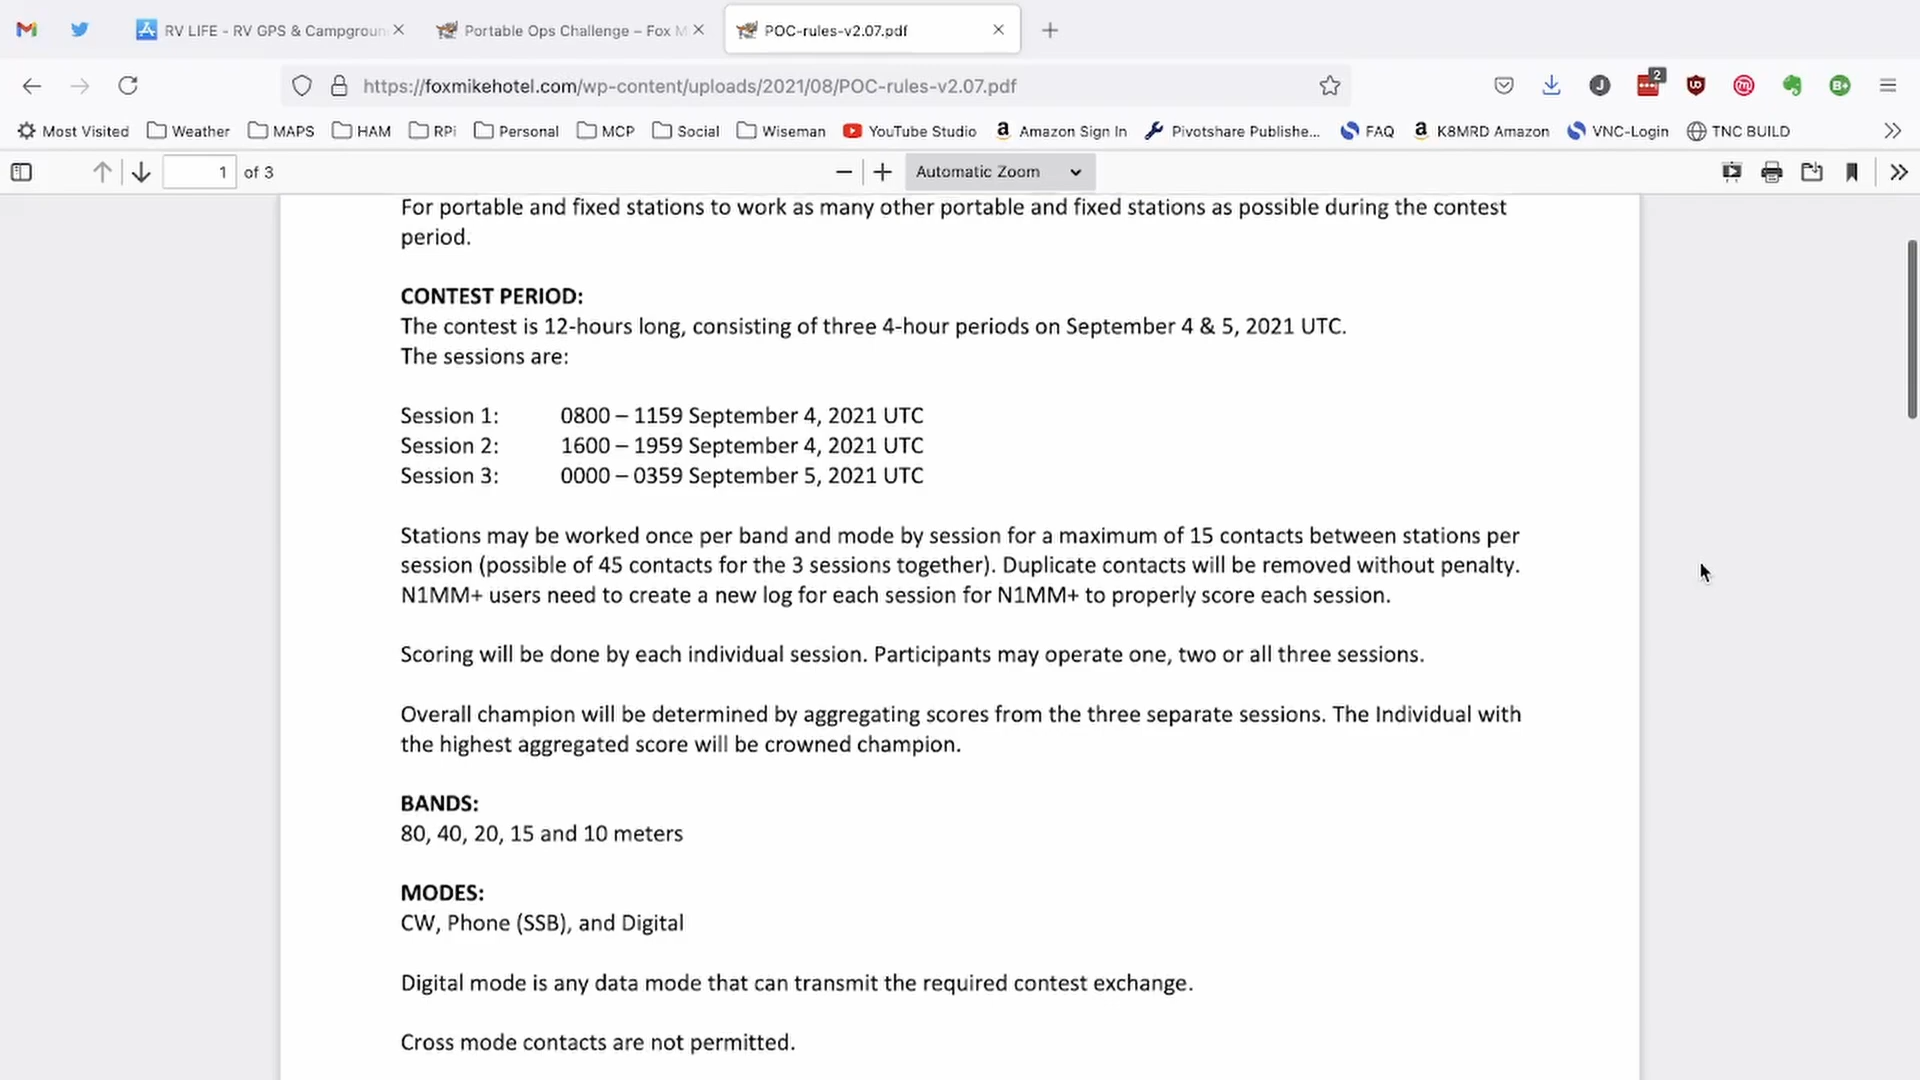 RV LIFE - RV GPS & Campgroun
Portable Ops Challenge – Fox M
POC-rules-v2.07.pdf
https://foxmikehotel.com/wp-content/uploads/2021/08/POC-rules-v2.07.pdf
J
2
m
B+
Most Visited
Weather
MAPS
HAM
RPi
Personal
MCP
Social
Wiseman
YouTube Studio
Amazon Sign In
Pivotshare Publishe...
FAQ
K8MRD Amazon
VNC-Login
TNC BUILD
1 of 3
Automatic Zoom
For portable and fixed stations to work as many other portable and fixed stations as possible during the contest
period.
CONTEST PERIOD:
The contest is 12-hours long, consisting of three 4-hour periods on September 4 & 5, 2021 UTC.
The sessions are:
Session 1: 0800 – 1159 September 4, 2021 UTC
Session 2: 1600 – 1959 September 4, 2021 UTC
Session 3: 0000 – 0359 September 5, 2021 UTC
Stations may be worked once per band and mode by session for a maximum of 15 contacts between stations per
session (possible of 45 contacts for the 3 sessions together). Duplicate contacts will be removed without penalty.
N1MM+ users need to create a new log for each session for N1MM+ to properly score each session.
Scoring will be done by each individual session. Participants may operate one, two or all three sessions.
Overall champion will be determined by aggregating scores from the three separate sessions. The Individual with
the highest aggregated score will be crowned champion.
BANDS:
80, 40, 20, 15 and 10 meters
MODES:
CW, Phone (SSB), and Digital
Digital mode is any data mode that can transmit the required contest exchange.
Cross mode contacts are not permitted.